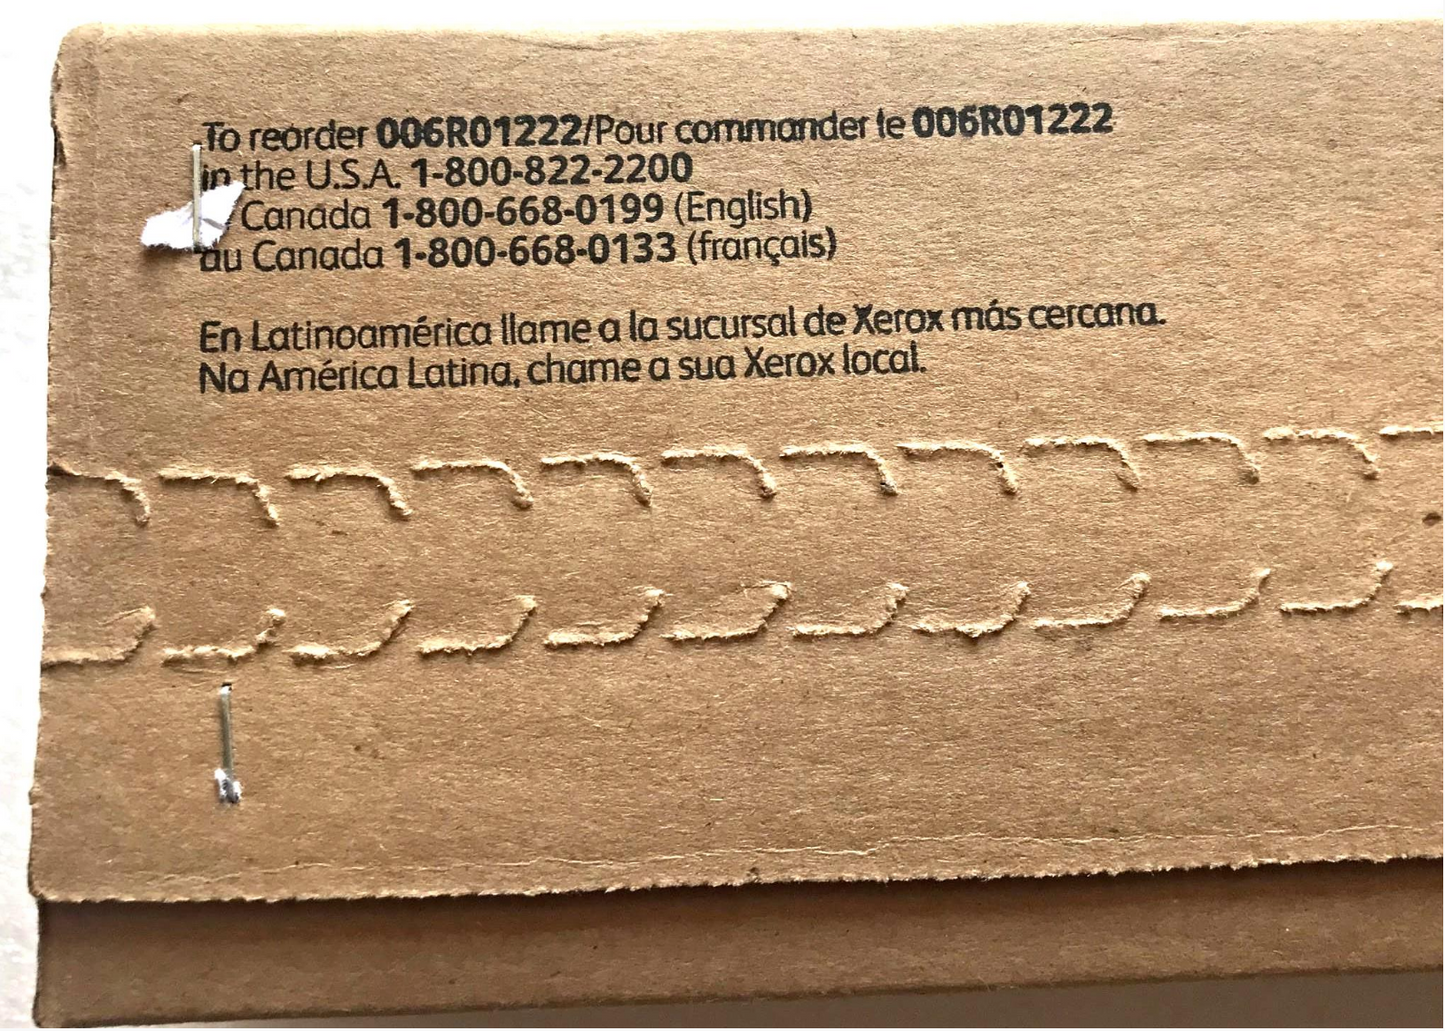 To reorder 006R01222/Pour commander le 006R01222
in the U.S.A. 1-800-822-2200
Canada 1-800-668-0199 (English)
au Canada 1-800-668-0133 (français)
En Latinoamérica llame a la sucursal de Xerox más cercana.
Na América Latina, chame a sua Xerox local.